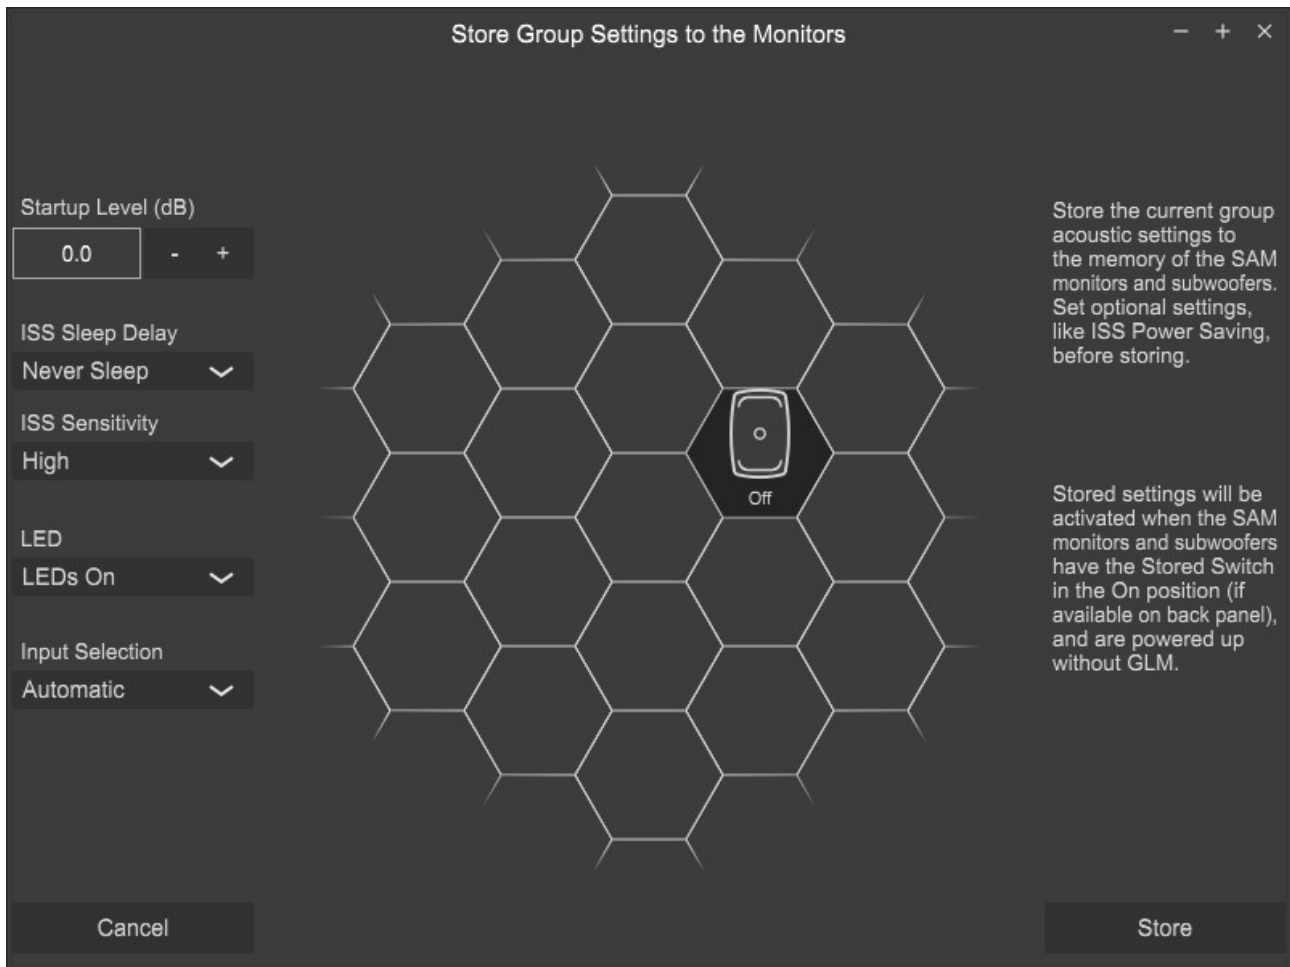 Store Group Settings to the Monitors
Startup Level (dB)
0.0 - +
ISS Sleep Delay
Never Sleep
ISS Sensitivity
High
LED
LEDs On
Input Selection
Automatic
Off
Store the current group
acoustic settings to
the memory of the SAM
monitors and subwoofers.
Set optional settings,
like ISS Power Saving,
before storing.
Stored settings will be
activated when the SAM
monitors and subwoofers
have the Stored Switch
in the On position (if
available on back panel),
and are powered up
without GLM.
Cancel
Store